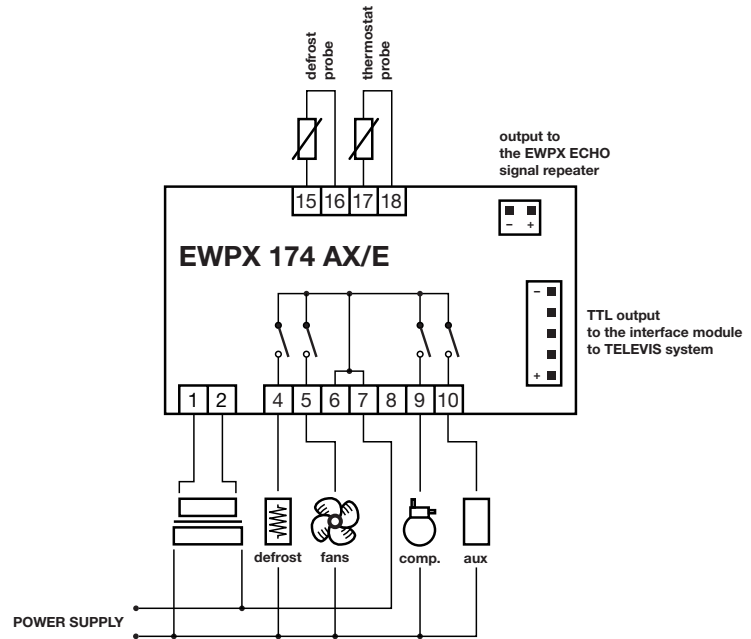 defrost
probe
thermostat
probe
output to
the EWPX ECHO
signal repeater
15 16 17 18
- +
EWPX 174 AX/E
-
TTL output
to the interface module
to TELEVIS system
+
1 2 4 5 6 7 8 9 10
defrost fans comp. aux
POWER SUPPLY